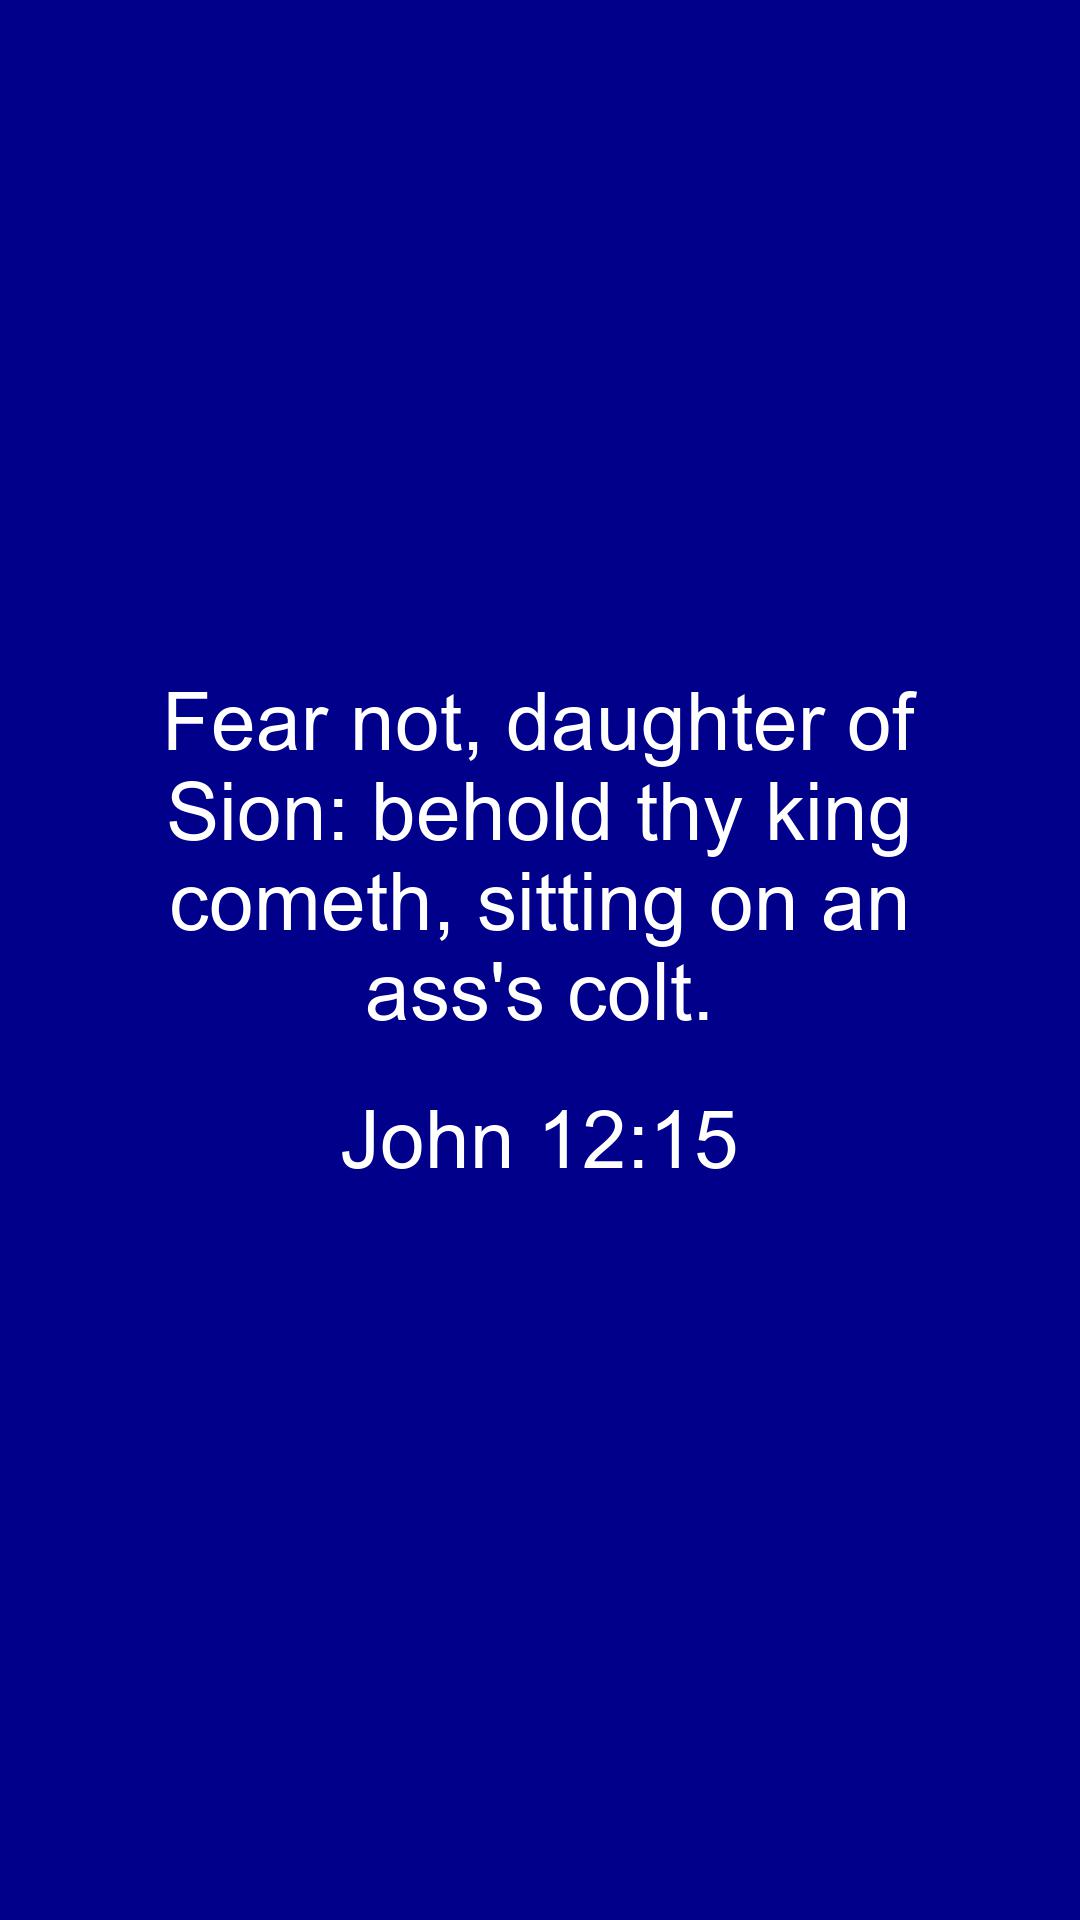 Fear not, daughter of
Sion: behold thy king
cometh, sitting on an
ass's colt.
John 12:15